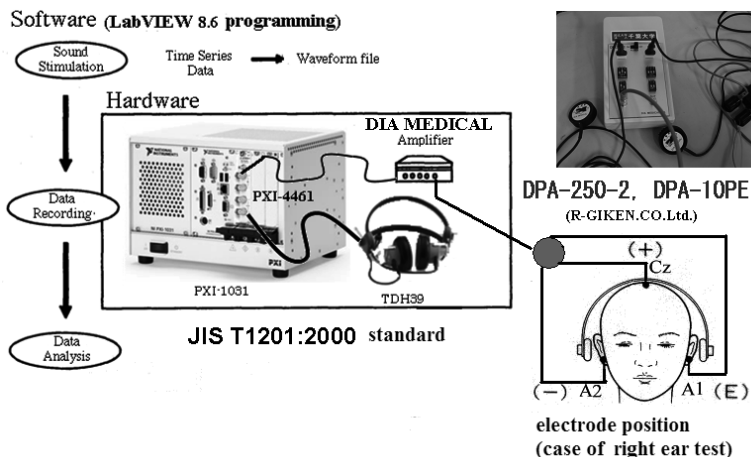 Software (LabVIEW 8.6 programming)
Sound
Stimulation
Time Series
Data
Waveform file
Hardware
DIA MEDICAL
Amplifier
PXI-4461
PXI
PXI-1031
TDH39
Data
Recording
Data
Analysis
JIS T1201:2000 standard
DPA-250-2, DPA-10PE
(R-GIKEN.CO.Ltd.)
(+)
Cz
(−)
A2
A1
(E)
electrode position
(case of right ear test)